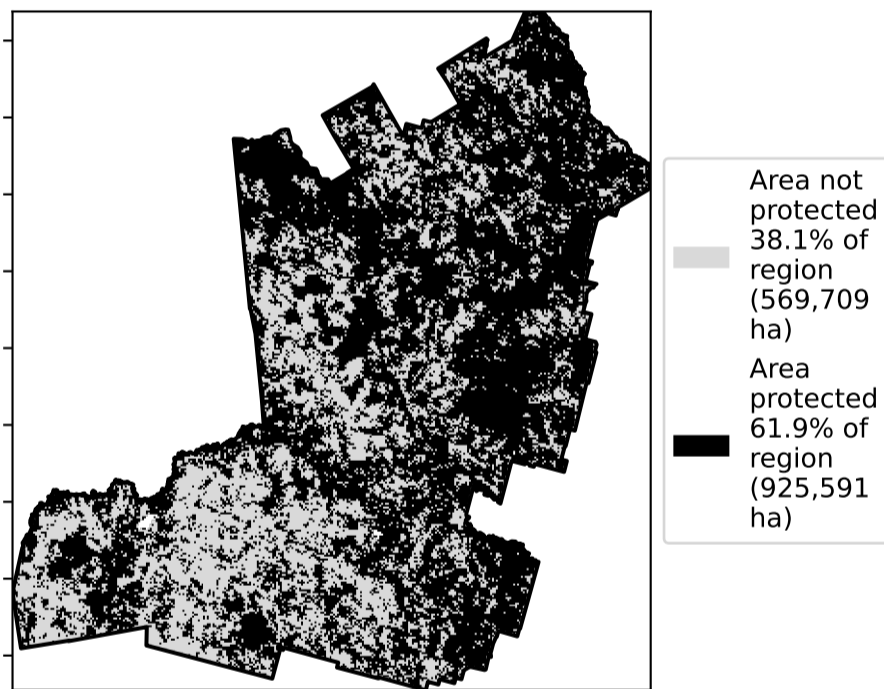 Area not
protected
38.1% of
region
(569,709
ha)
Area
protected
61.9% of
region
(925,591
ha)